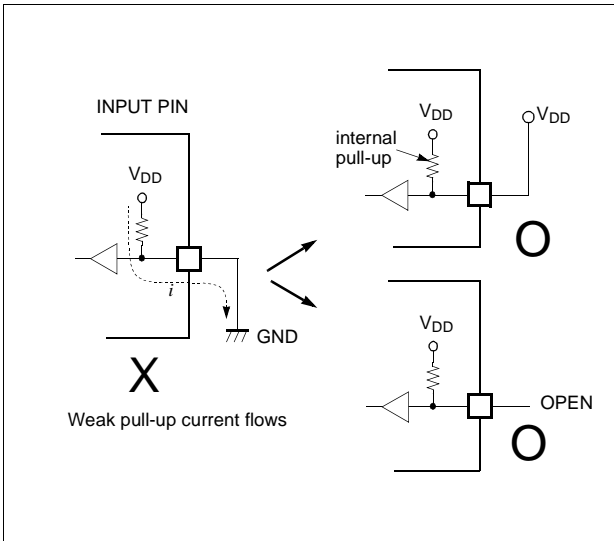 INPUT PIN
VDD
i
GND
X
Weak pull-up current flows
VDD
internal
pull-up
VDD
O
VDD
OPEN
O